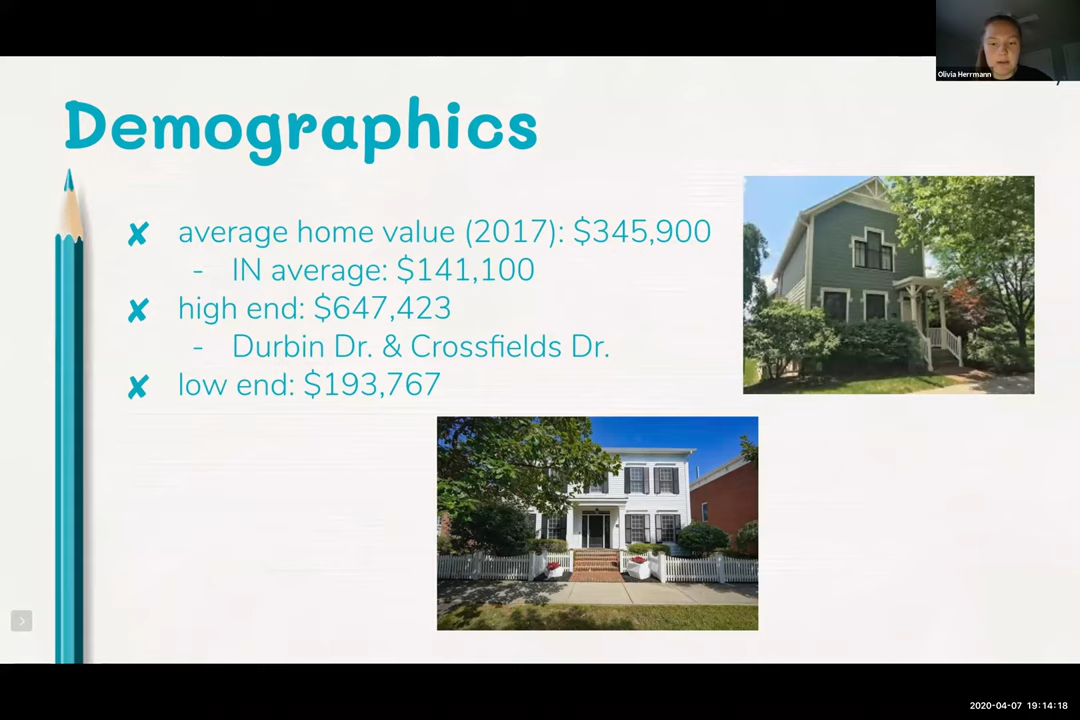 Olivia Herrmann
Demographics
✘ average home value (2017): $345,900
- IN average: $141,100
✘ high end: $647,423
- Durbin Dr. & Crossfields Dr.
✘ low end: $193,767
2020-04-07 19:14:18